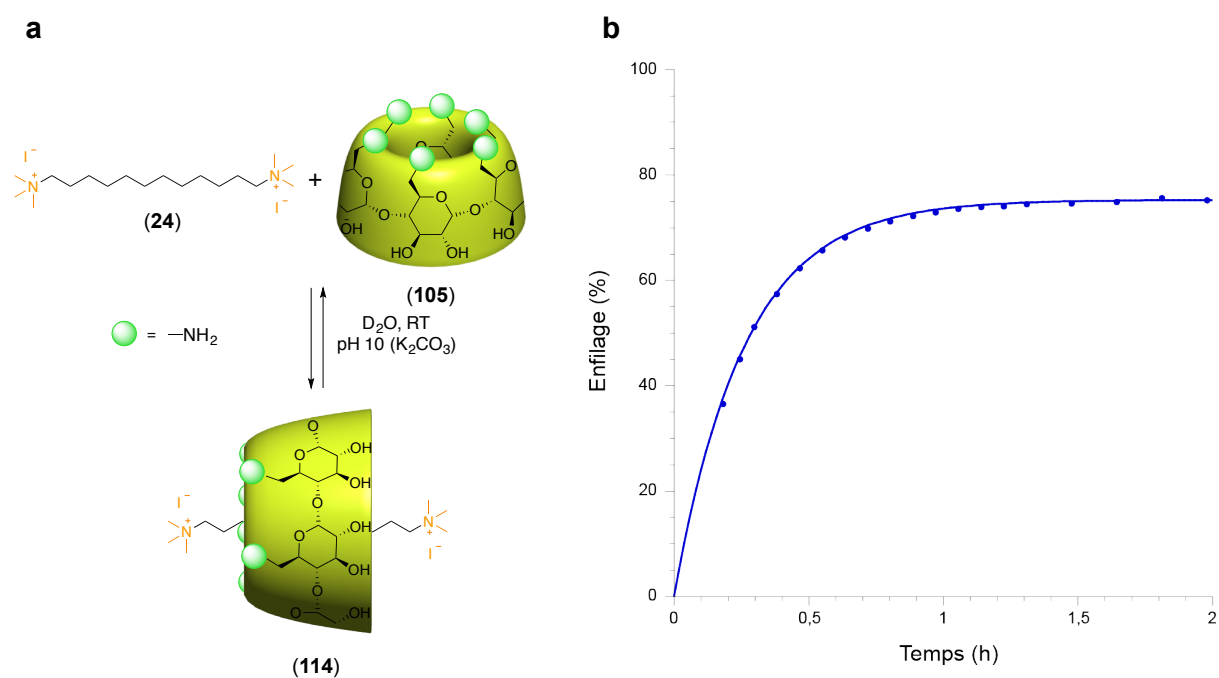 a
I⁻
N⁺
N⁺
I⁻
(24)
+
O
O
O
O
O
O
OH
HO
OH
HO
(105)
= —NH₂
D₂O, RT
pH 10 (K₂CO₃)
O
O
OH
OH
O
I⁻
N⁺
O
OH
N⁺
I⁻
OH
O
O
OH
(114)
b
Enfilage (%)
100
80
60
40
20
0
0 0,5 1 1,5 2
Temps (h)